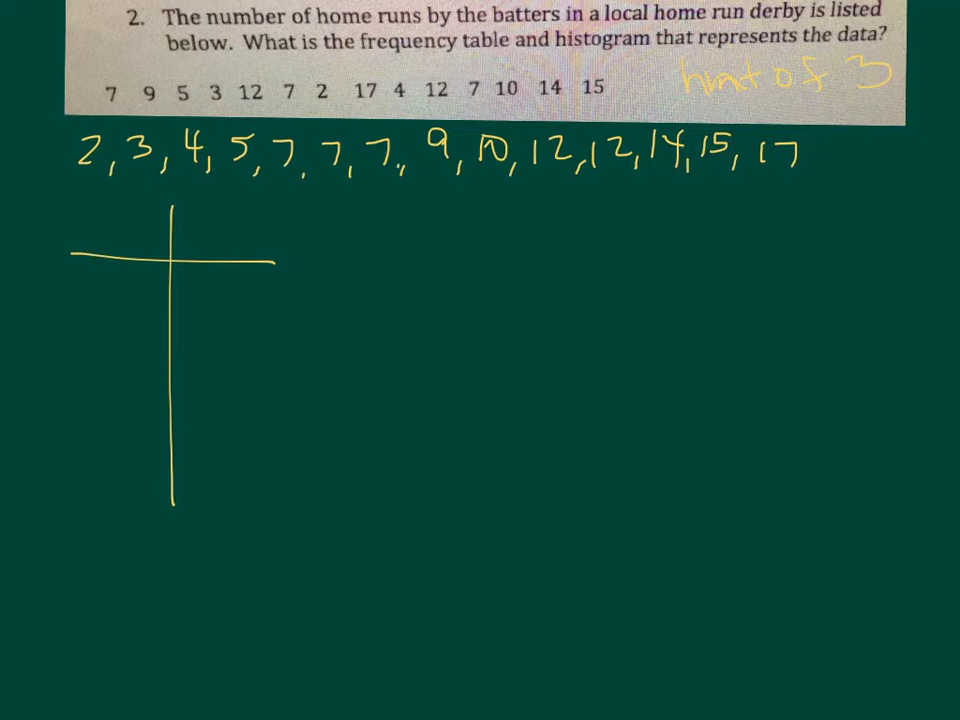 2. The number of home runs by the batters in a local home run derby is listed
below. What is the frequency table and histogram that represents the data?
7 9 5 3 12 7 2 17 4 12 7 10 14 15
hint of 3
2, 3, 4, 5, 7, 7, 7, 9, 10, 12, 12, 14, 15, 17